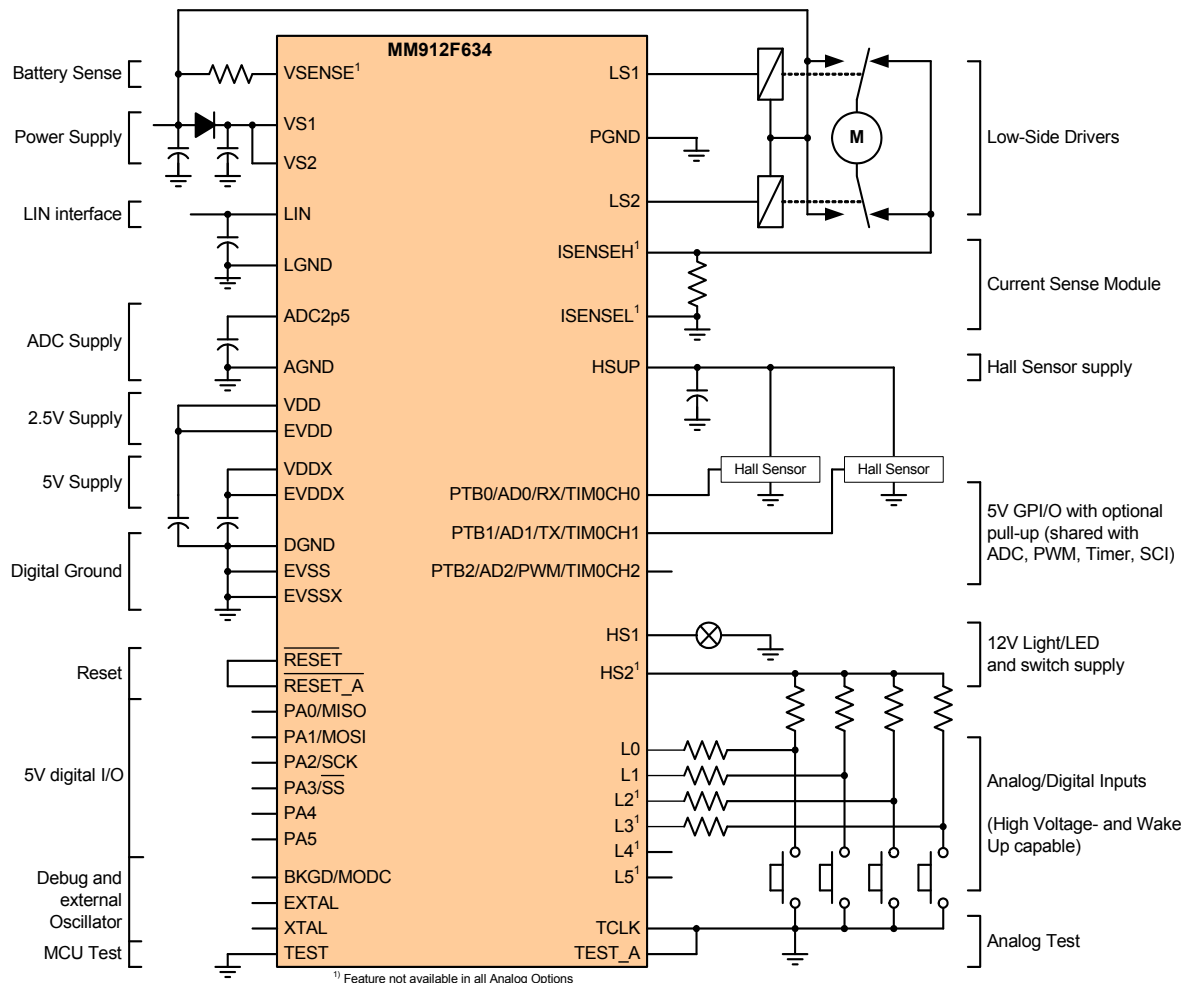 MM912F634
Battery Sense
Power Supply
LIN interface
ADC Supply
2.5V Supply
5V Supply
Digital Ground
Reset
5V digital I/O
Debug and
external
Oscillator
MCU Test
VSENSE¹
VS1
VS2
LIN
LGND
ADC2p5
AGND
VDD
EVDD
VDDX
EVDDX
DGND
EVSS
EVSSX
RESET
RESET_A
PA0/MISO
PA1/MOSI
PA2/SCK
PA3/SS
PA4
PA5
BKGD/MODC
EXTAL
XTAL
TEST
LS1
PGND
LS2
ISENSEH¹
ISENSEL¹
HSUP
PTB0/AD0/RX/TIM0CH0
PTB1/AD1/TX/TIM0CH1
PTB2/AD2/PWM/TIM0CH2
HS1
HS2¹
L0
L1
L2¹
L3¹
L4¹
L5¹
TCLK
TEST_A
M
Hall Sensor
Hall Sensor
Low-Side Drivers
Current Sense Module
Hall Sensor supply
5V GPI/O with optional
pull-up (shared with
ADC, PWM, Timer, SCI)
12V Light/LED
and switch supply
Analog/Digital Inputs
(High Voltage- and Wake
Up capable)
Analog Test
¹⁾ Feature not available in all Analog Options